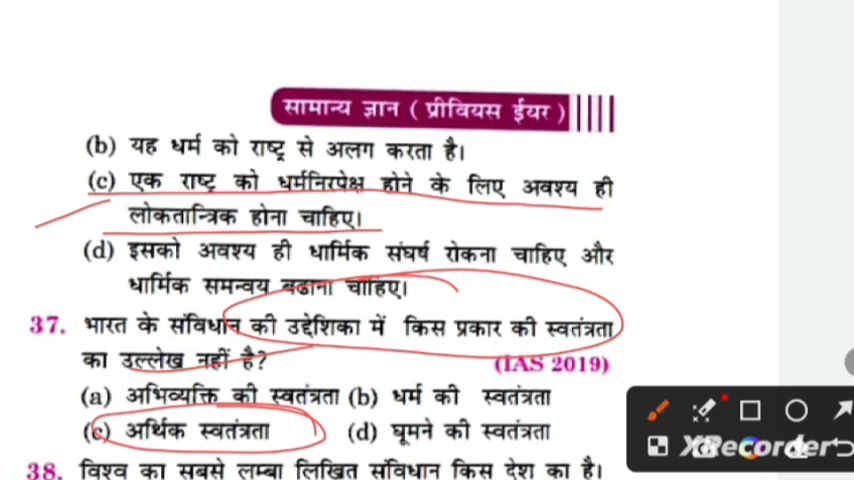 सामान्य ज्ञान ( प्रीवियस ईयर )
(b) यह धर्म को राष्ट्र से अलग करता है।
(c) एक राष्ट्र को धर्मनिरपेक्ष होने के लिए अवश्य ही
लोकतान्त्रिक होना चाहिए।
(d) इसको अवश्य ही धार्मिक संघर्ष रोकना चाहिए और
धार्मिक समन्वय बढाना चाहिए।
37. भारत के संविधान की उद्देशिका में किस प्रकार की स्वतंत्रता
का उल्लेख नहीं है? (IAS 2019)
(a) अभिव्यक्ति की स्वतंत्रता (b) धर्म की स्वतंत्रता
(c) अर्थिक स्वतंत्रता (d) घूमने की स्वतंत्रता
38. विश्व का सबसे लम्बा लिखित संविधान किस देश का है।
XRecorder